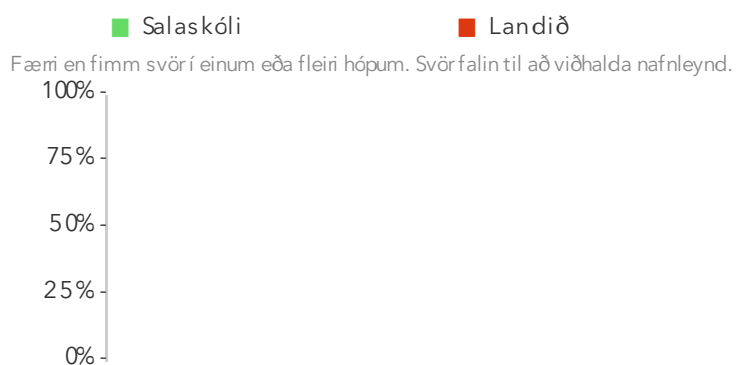 Salaskóli Landið
Færri en fimm svör í einum eða fleiri hópum. Svör falin til að viðhalda nafnleynd.
100%
75%
50%
25%
0%